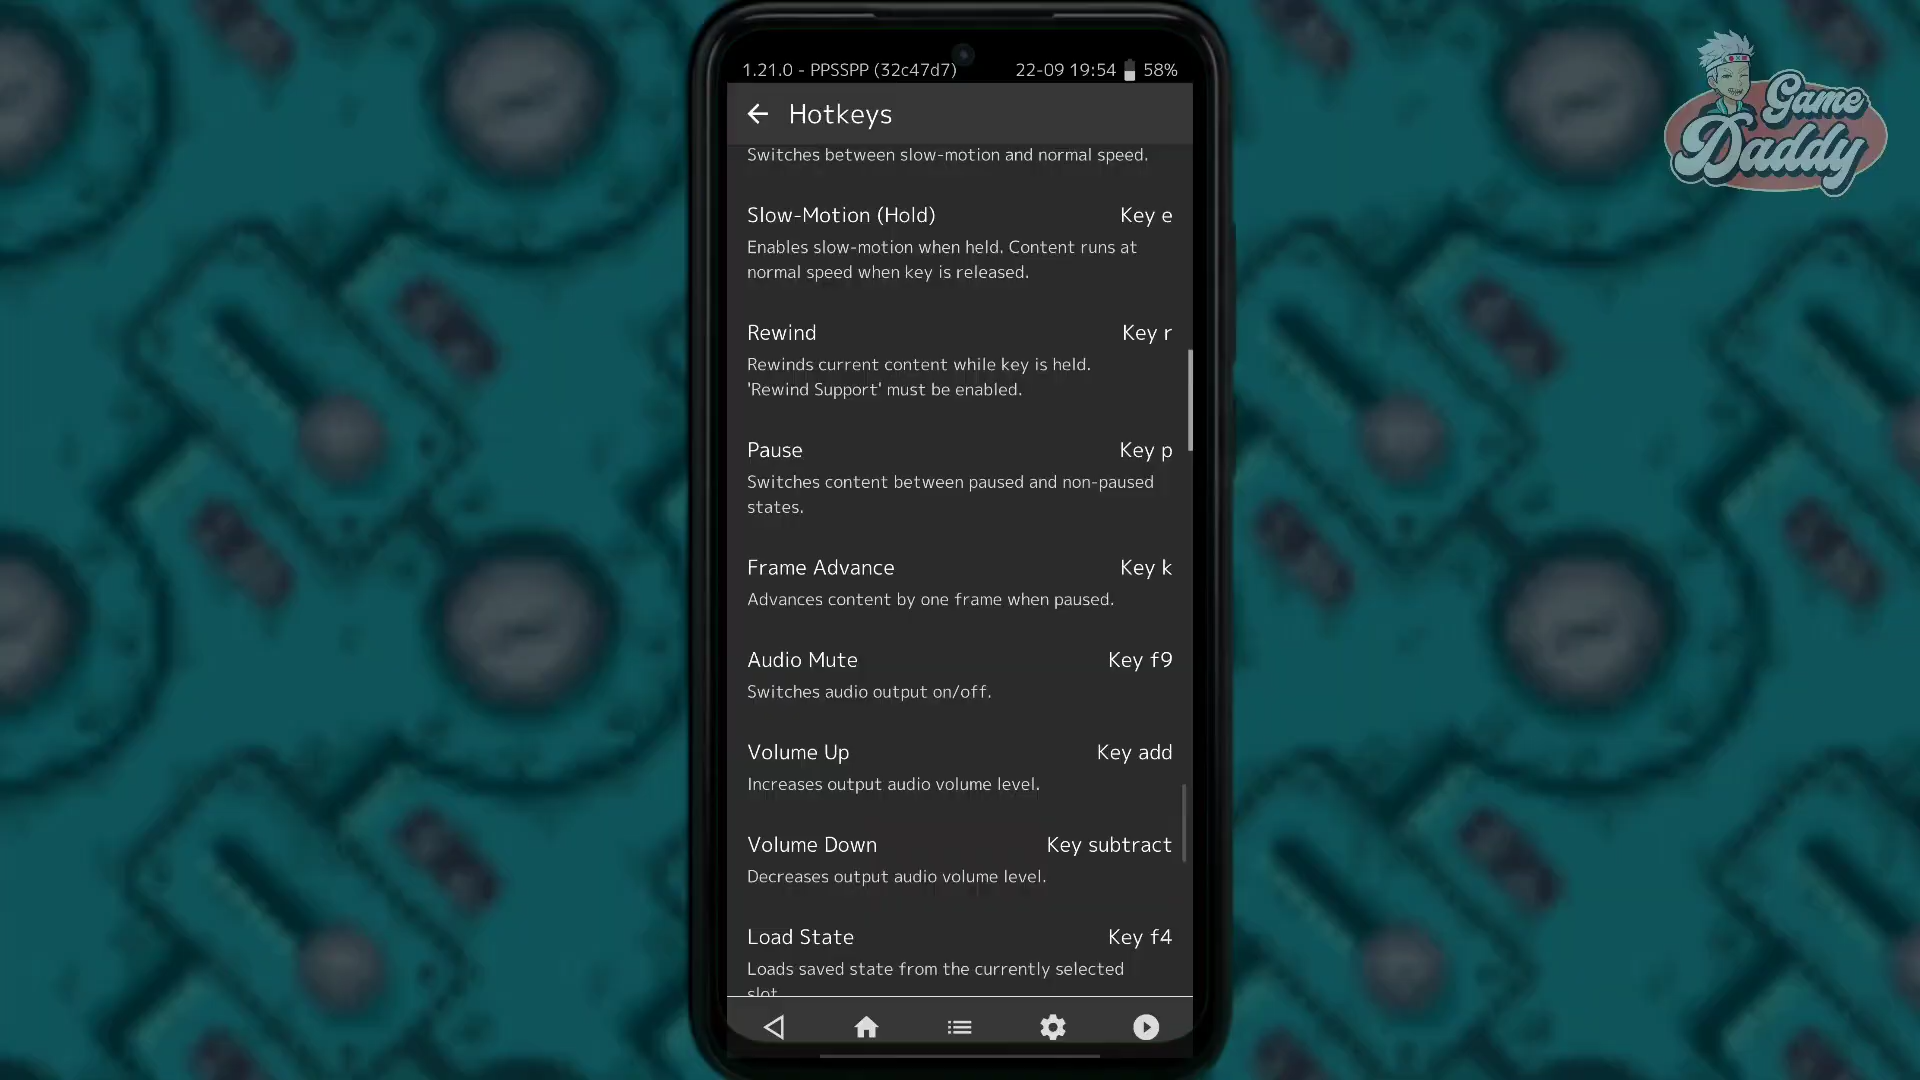 1.21.0 - PPSSPP (32c47d7) 22-09 19:54 58%
Game
Daddy
Hotkeys
Switches between slow-motion and normal speed.
Slow-Motion (Hold) Key e
Enables slow-motion when held. Content runs at
normal speed when key is released.
Rewind Key r
Rewinds current content while key is held.
'Rewind Support' must be enabled.
Pause Key p
Switches content between paused and non-paused
states.
Frame Advance Key k
Advances content by one frame when paused.
Audio Mute Key f9
Switches audio output on/off.
Volume Up Key add
Increases output audio volume level.
Volume Down Key subtract
Decreases output audio volume level.
Load State Key f4
Loads saved state from the currently selected
slot.